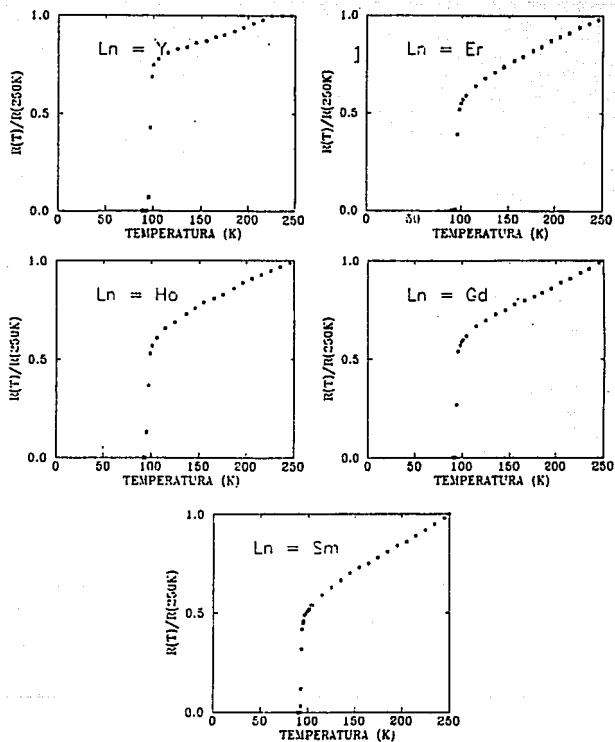 1.0
Ln = Y
0.5
R(T)/R(250K)
0.0
0 50 100 150 200 250
TEMPERATURA (K)
1.0
Ln = Er
0.5
R(T)/R(250K)
0.0
0 50 100 150 200 250
TEMPERATURA (K)
1.0
Ln = Ho
0.5
R(T)/R(250K)
0.0
0 50 100 150 200 250
TEMPERATURA (K)
1.0
Ln = Gd
0.5
R(T)/R(250K)
0.0
0 50 100 150 200 250
TEMPERATURA (K)
1.0
Ln = Sm
0.5
R(T)/R(250K)
0.0
0 50 100 150 200 250
TEMPERATURA (K)